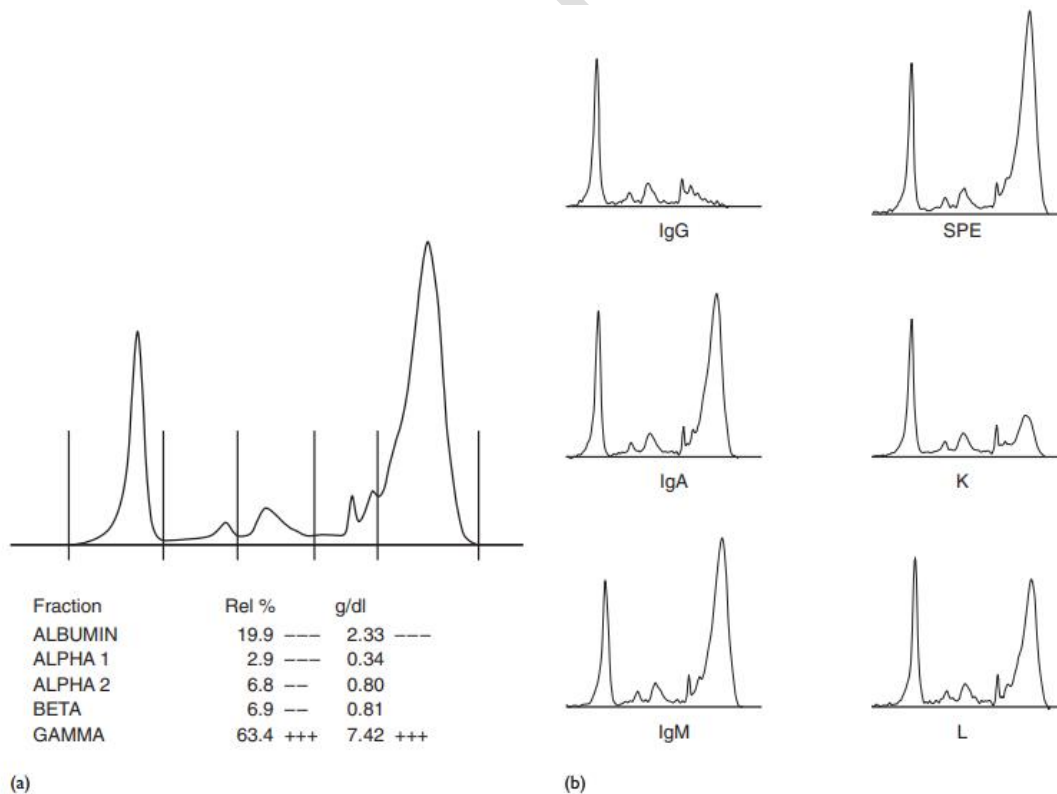 Fraction Rel % g/dl
ALBUMIN 19.9 --- 2.33 ---
ALPHA 1 2.9 --- 0.34
ALPHA 2 6.8 -- 0.80
BETA 6.9 -- 0.81
GAMMA 63.4 +++ 7.42 +++
(a)
IgG
SPE
IgA
K
IgM
L
(b)